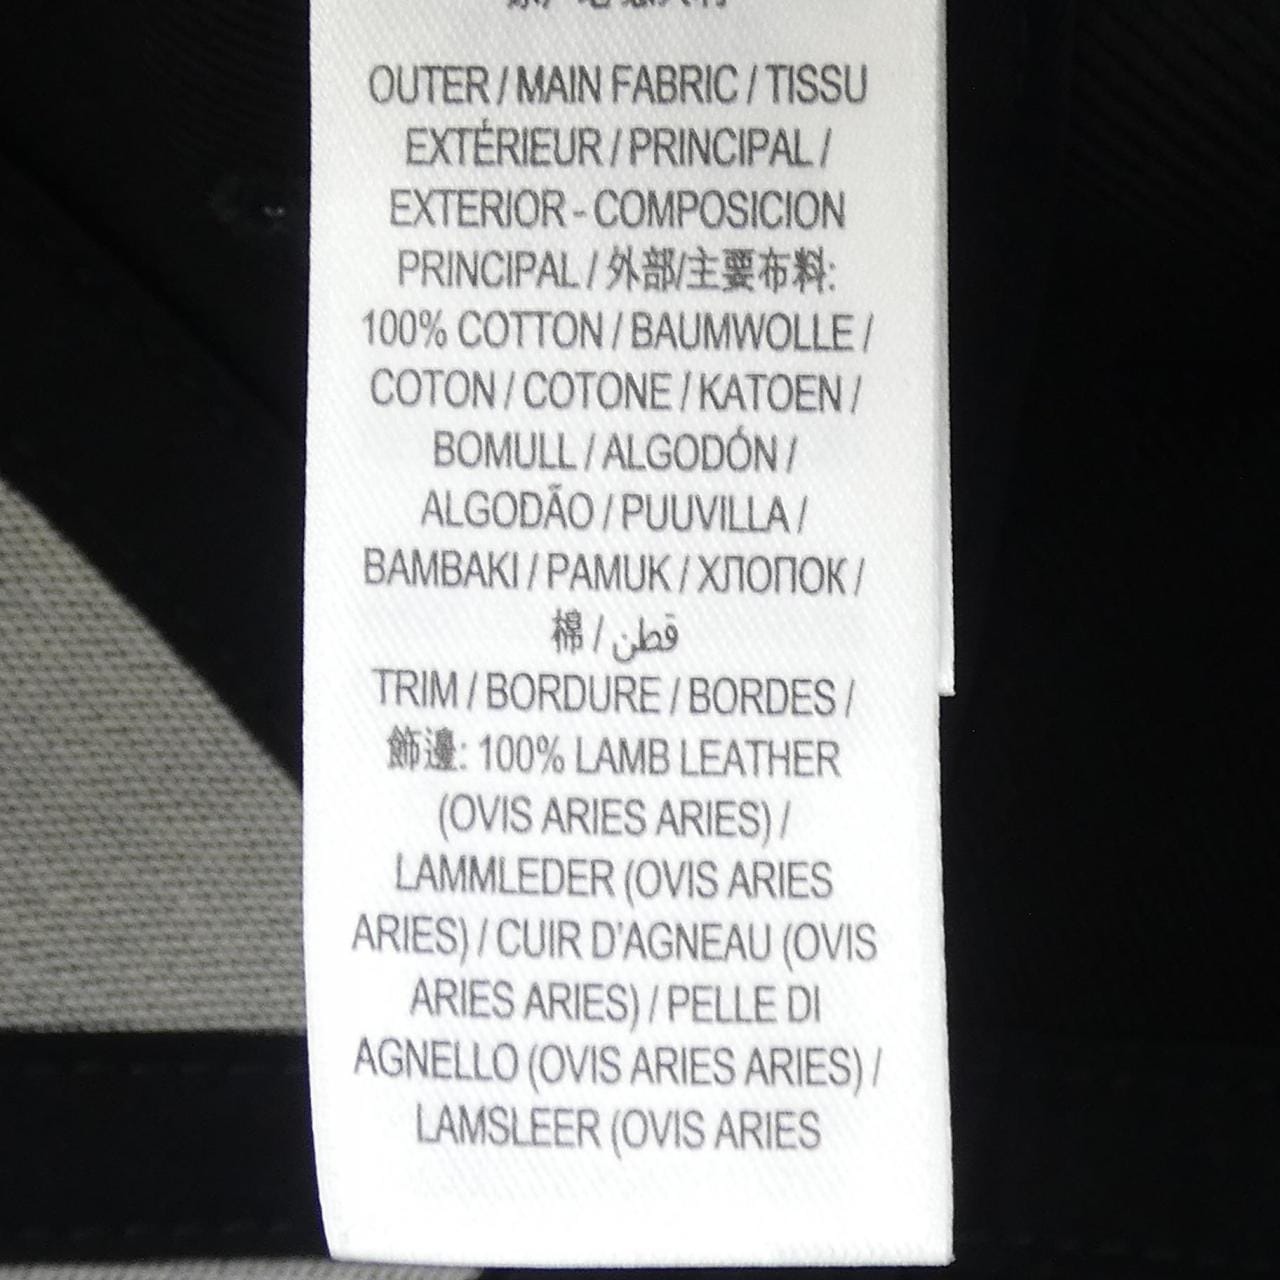 OUTER / MAIN FABRIC / TISSU
EXTÉRIEUR / PRINCIPAL /
EXTERIOR - COMPOSICION
PRINCIPAL / 外部/主要布料:
100% COTTON / BAUMWOLLE /
COTON / COTONE / KATOEN /
BOMULL / ALGODÓN /
ALGODÃO / PUUVILLA /
BAMBAKI / PAMUK / ХЛОПОК /
棉 / قطن
TRIM / BORDURE / BORDES /
飾邊: 100% LAMB LEATHER
(OVIS ARIES ARIES) /
LAMMLEDER (OVIS ARIES
ARIES) / CUIR D'AGNEAU (OVIS
ARIES ARIES) / PELLE DI
AGNELLO (OVIS ARIES ARIES) /
LAMSLEER (OVIS ARIES